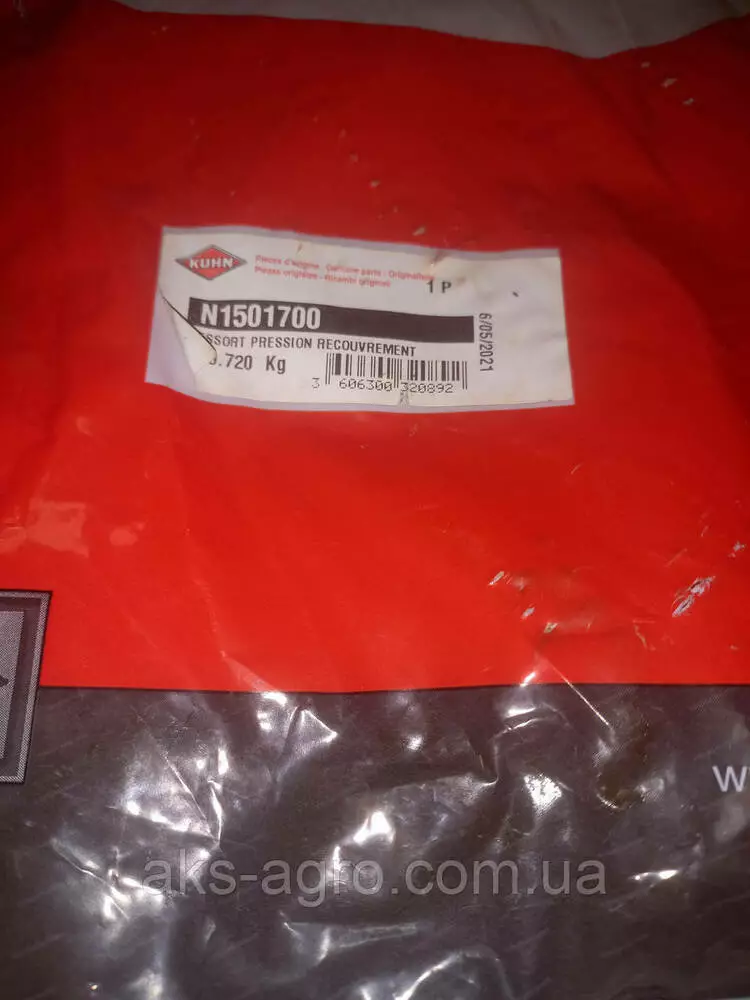 KUHN
Pièces d'origine - Genuine parts - Originalteile
Piezas originales - Ricambi originali
1 P
N1501700
SSORT PRESSION RECOUVREMENT
.720 Kg
3 606300 320892
6/05/2021
W
aks-agro.com.ua